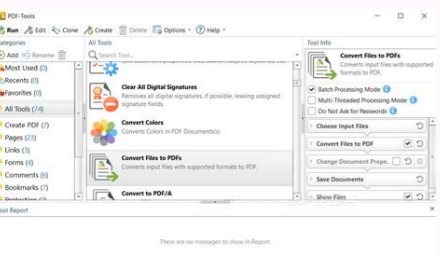 PDF-Tools
Run Edit Clone Create Delete Options Help
ategories
Add Rename
Most Used (0)
Recents (0)
Favorites (0)
All Tools (74)
Create PDF (7)
Pages (23)
Links (3)
Forms (4)
Comments (6)
Bookmarks (7)
All Tools
Search Tool...
Clear All Digital Signatures
Removes all digital signatures, if possible, leaving unsigned
signature fields.
Convert Colors
Converts Colors in PDF Document(s)
Convert Files to PDFs
Converts input files with supported formats to PDF.
Convert to PDF/A
Tool Info
Convert Files to PDFs
Converts input files with supported
formats to PDF.
Batch Processing Mode
Multi-Threaded Processing Mode
Do Not Ask for Passwords
Choose Input Files
Convert Files to PDF
Change Document Prope..
Save Documents
Show Files
ool Report
There are no messages to show in Report.